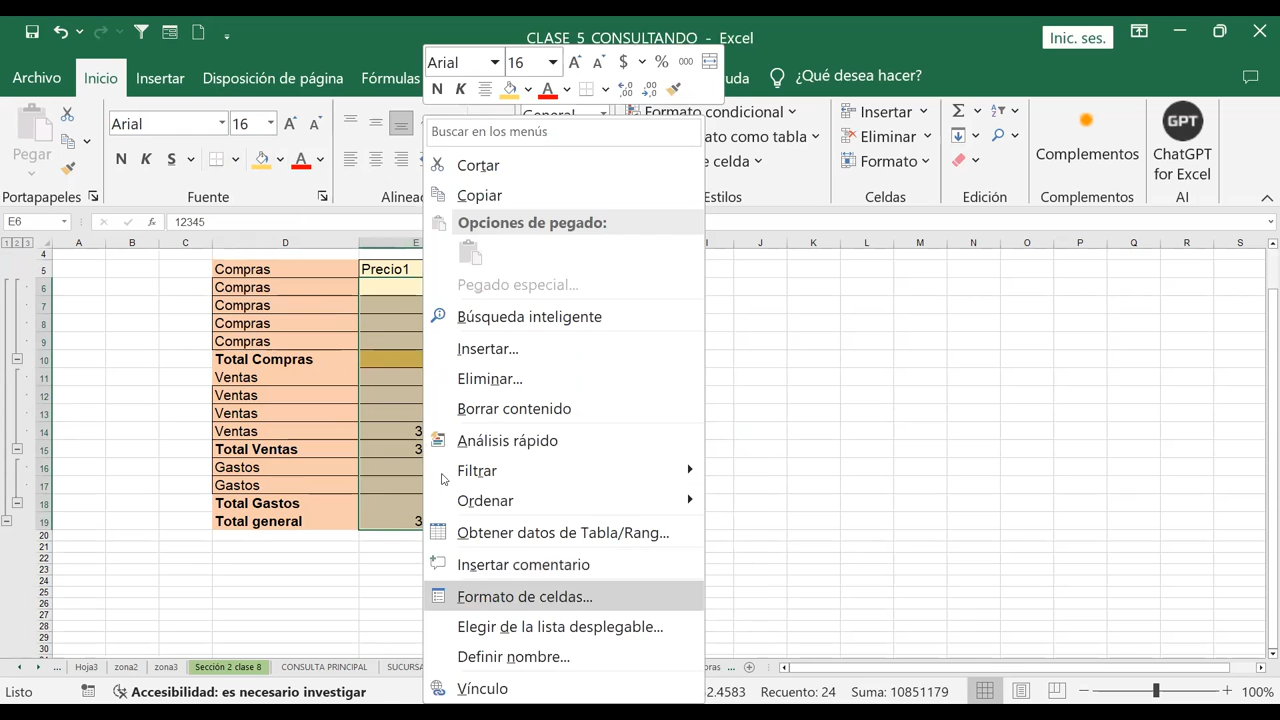 CLASE 5 CONSULTANDO - Excel
Inic. ses.
Archivo
Inicio
Insertar
Disposición de página
Fórmulas
¿Qué desea hacer?
Arial
16
$
%
000
N
K
A
Pegar
Arial
16
N
K
S
A
General
Formato condicional
Insertar
Eliminar
Formato
Complementos
GPT
ChatGPT
for Excel
Portapapeles
Fuente
Celdas
Edición
Complementos
AI
E6
fx
12345
1 2 3
A B C D E J K L M N O P Q R S
4
5 Compras Precio1
6 Compras
7 Compras
8 Compras
9 Compras
10 Total Compras
11 Ventas
12 Ventas
13 Ventas
14 Ventas 3
15 Total Ventas 3
16 Gastos
17 Gastos
18 Total Gastos
19 Total general 3
20
21
22
23
24
25
26
27
28
29
30
Buscar en los menús
Cortar
Copiar
Opciones de pegado:
Pegado especial...
Búsqueda inteligente
Insertar...
Eliminar...
Borrar contenido
Análisis rápido
Filtrar
Ordenar
Obtener datos de Tabla/Rang...
Insertar comentario
Formato de celdas...
Elegir de la lista desplegable...
Definir nombre...
Vínculo
...
Hoja3
zona2
zona3
Sección 2 clase 8
CONSULTA PRINCIPAL
...
Listo
Accesibilidad: es necesario investigar
2.4583
Recuento: 24
Suma: 10851179
100%